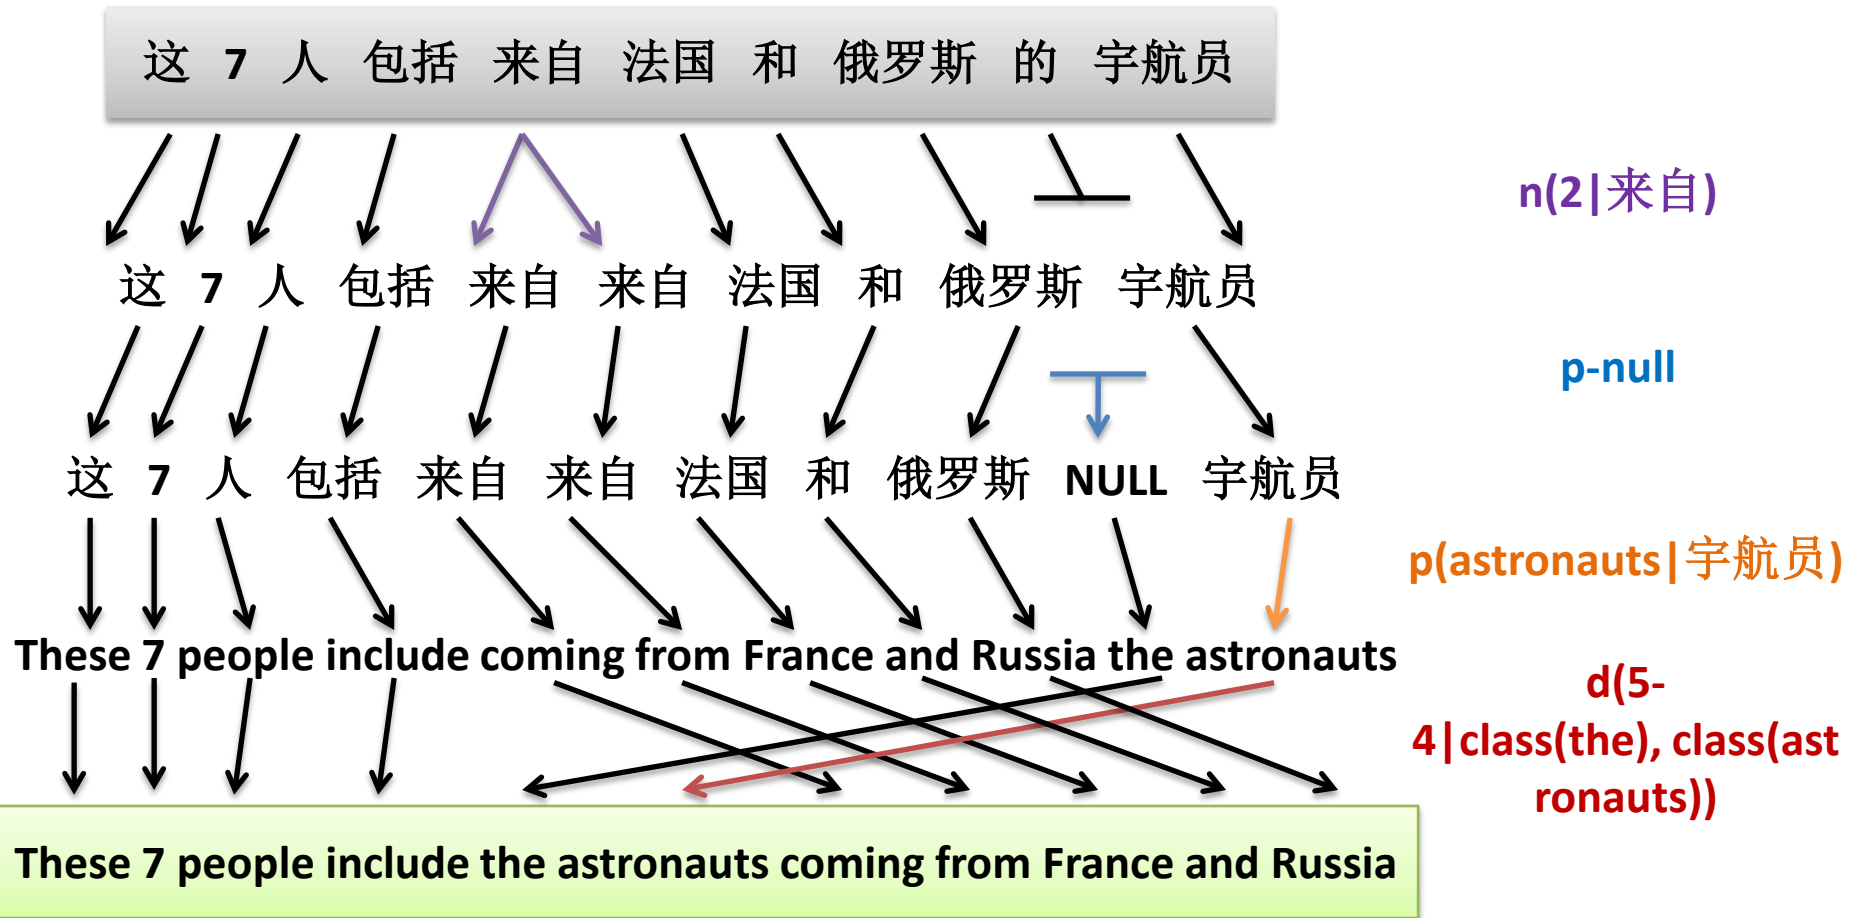 这 7 人 包括 来自 法国 和 俄罗斯 的 宇航员
n(2|来自)
这 7 人 包括 来自 来自 法国 和 俄罗斯 宇航员
p-null
这 7 人 包括 来自 来自 法国 和 俄罗斯 NULL 宇航员
p(astronauts|宇航员)
These 7 people include coming from France and Russia the astronauts
d(5-
4|class(the), class(ast
ronauts))
These 7 people include the astronauts coming from France and Russia